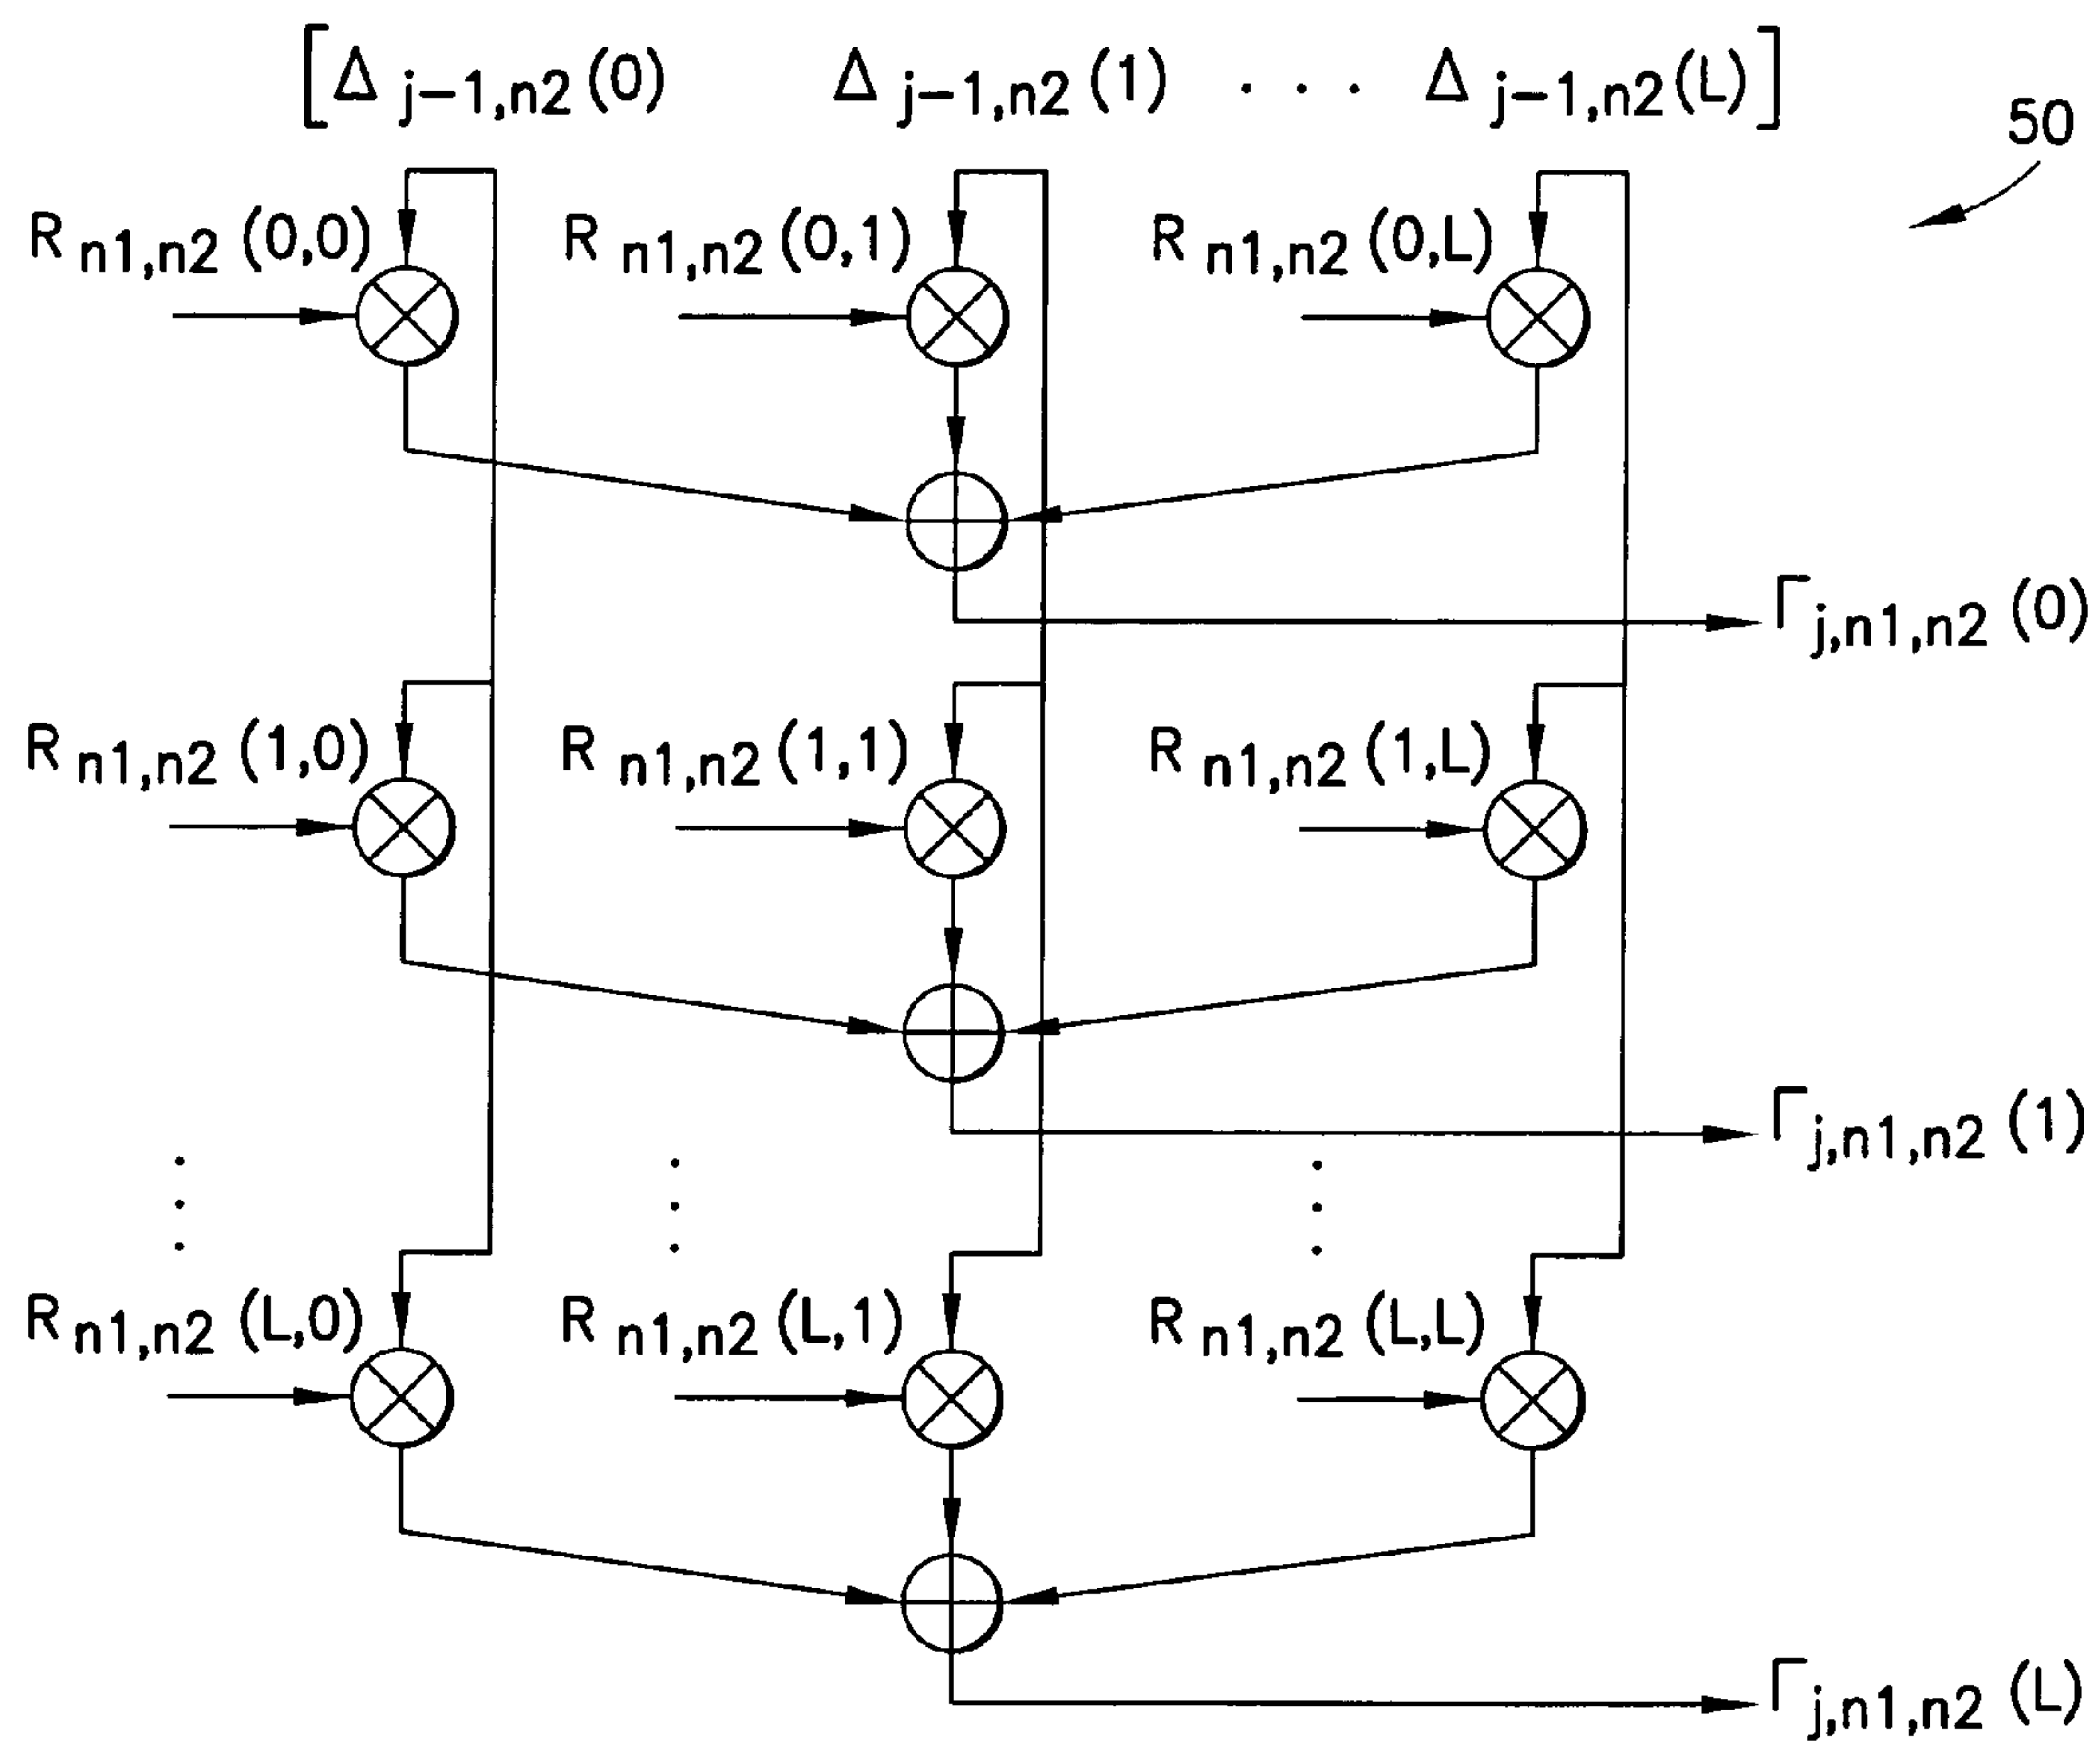 [Δ j−1,n2 (0) Δ j−1,n2 (1) . . . Δ j−1,n2 (L)]
50
R n1,n2 (0,0) R n1,n2 (0,1) R n1,n2 (0,L)
Γ j,n1,n2 (0)
R n1,n2 (1,0) R n1,n2 (1,1) R n1,n2 (1,L)
Γ j,n1,n2 (1)
R n1,n2 (L,0) R n1,n2 (L,1) R n1,n2 (L,L)
Γ j,n1,n2 (L)